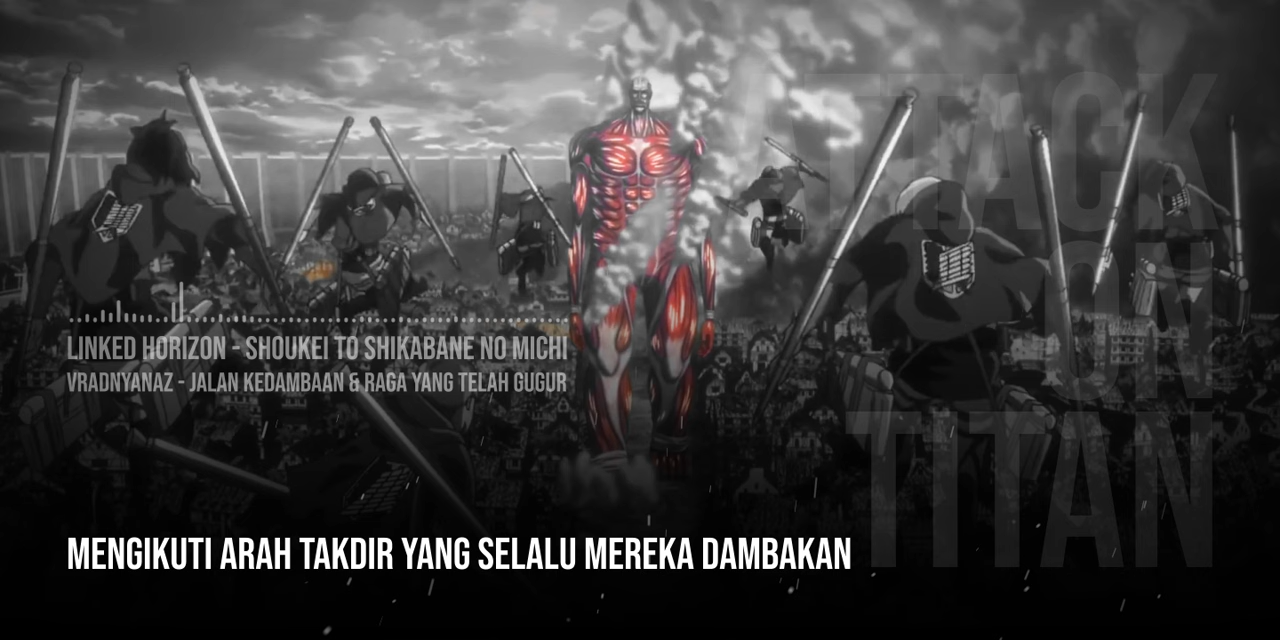 ATTACK
ON
TITAN
LINKED HORIZON - SHOUKEI TO SHIKABANE NO MICHI
VRADNYANAZ - JALAN KEDAMBAAN & RAGA YANG TELAH GUGUR
MENGIKUTI ARAH TAKDIR YANG SELALU MEREKA DAMBAKAN